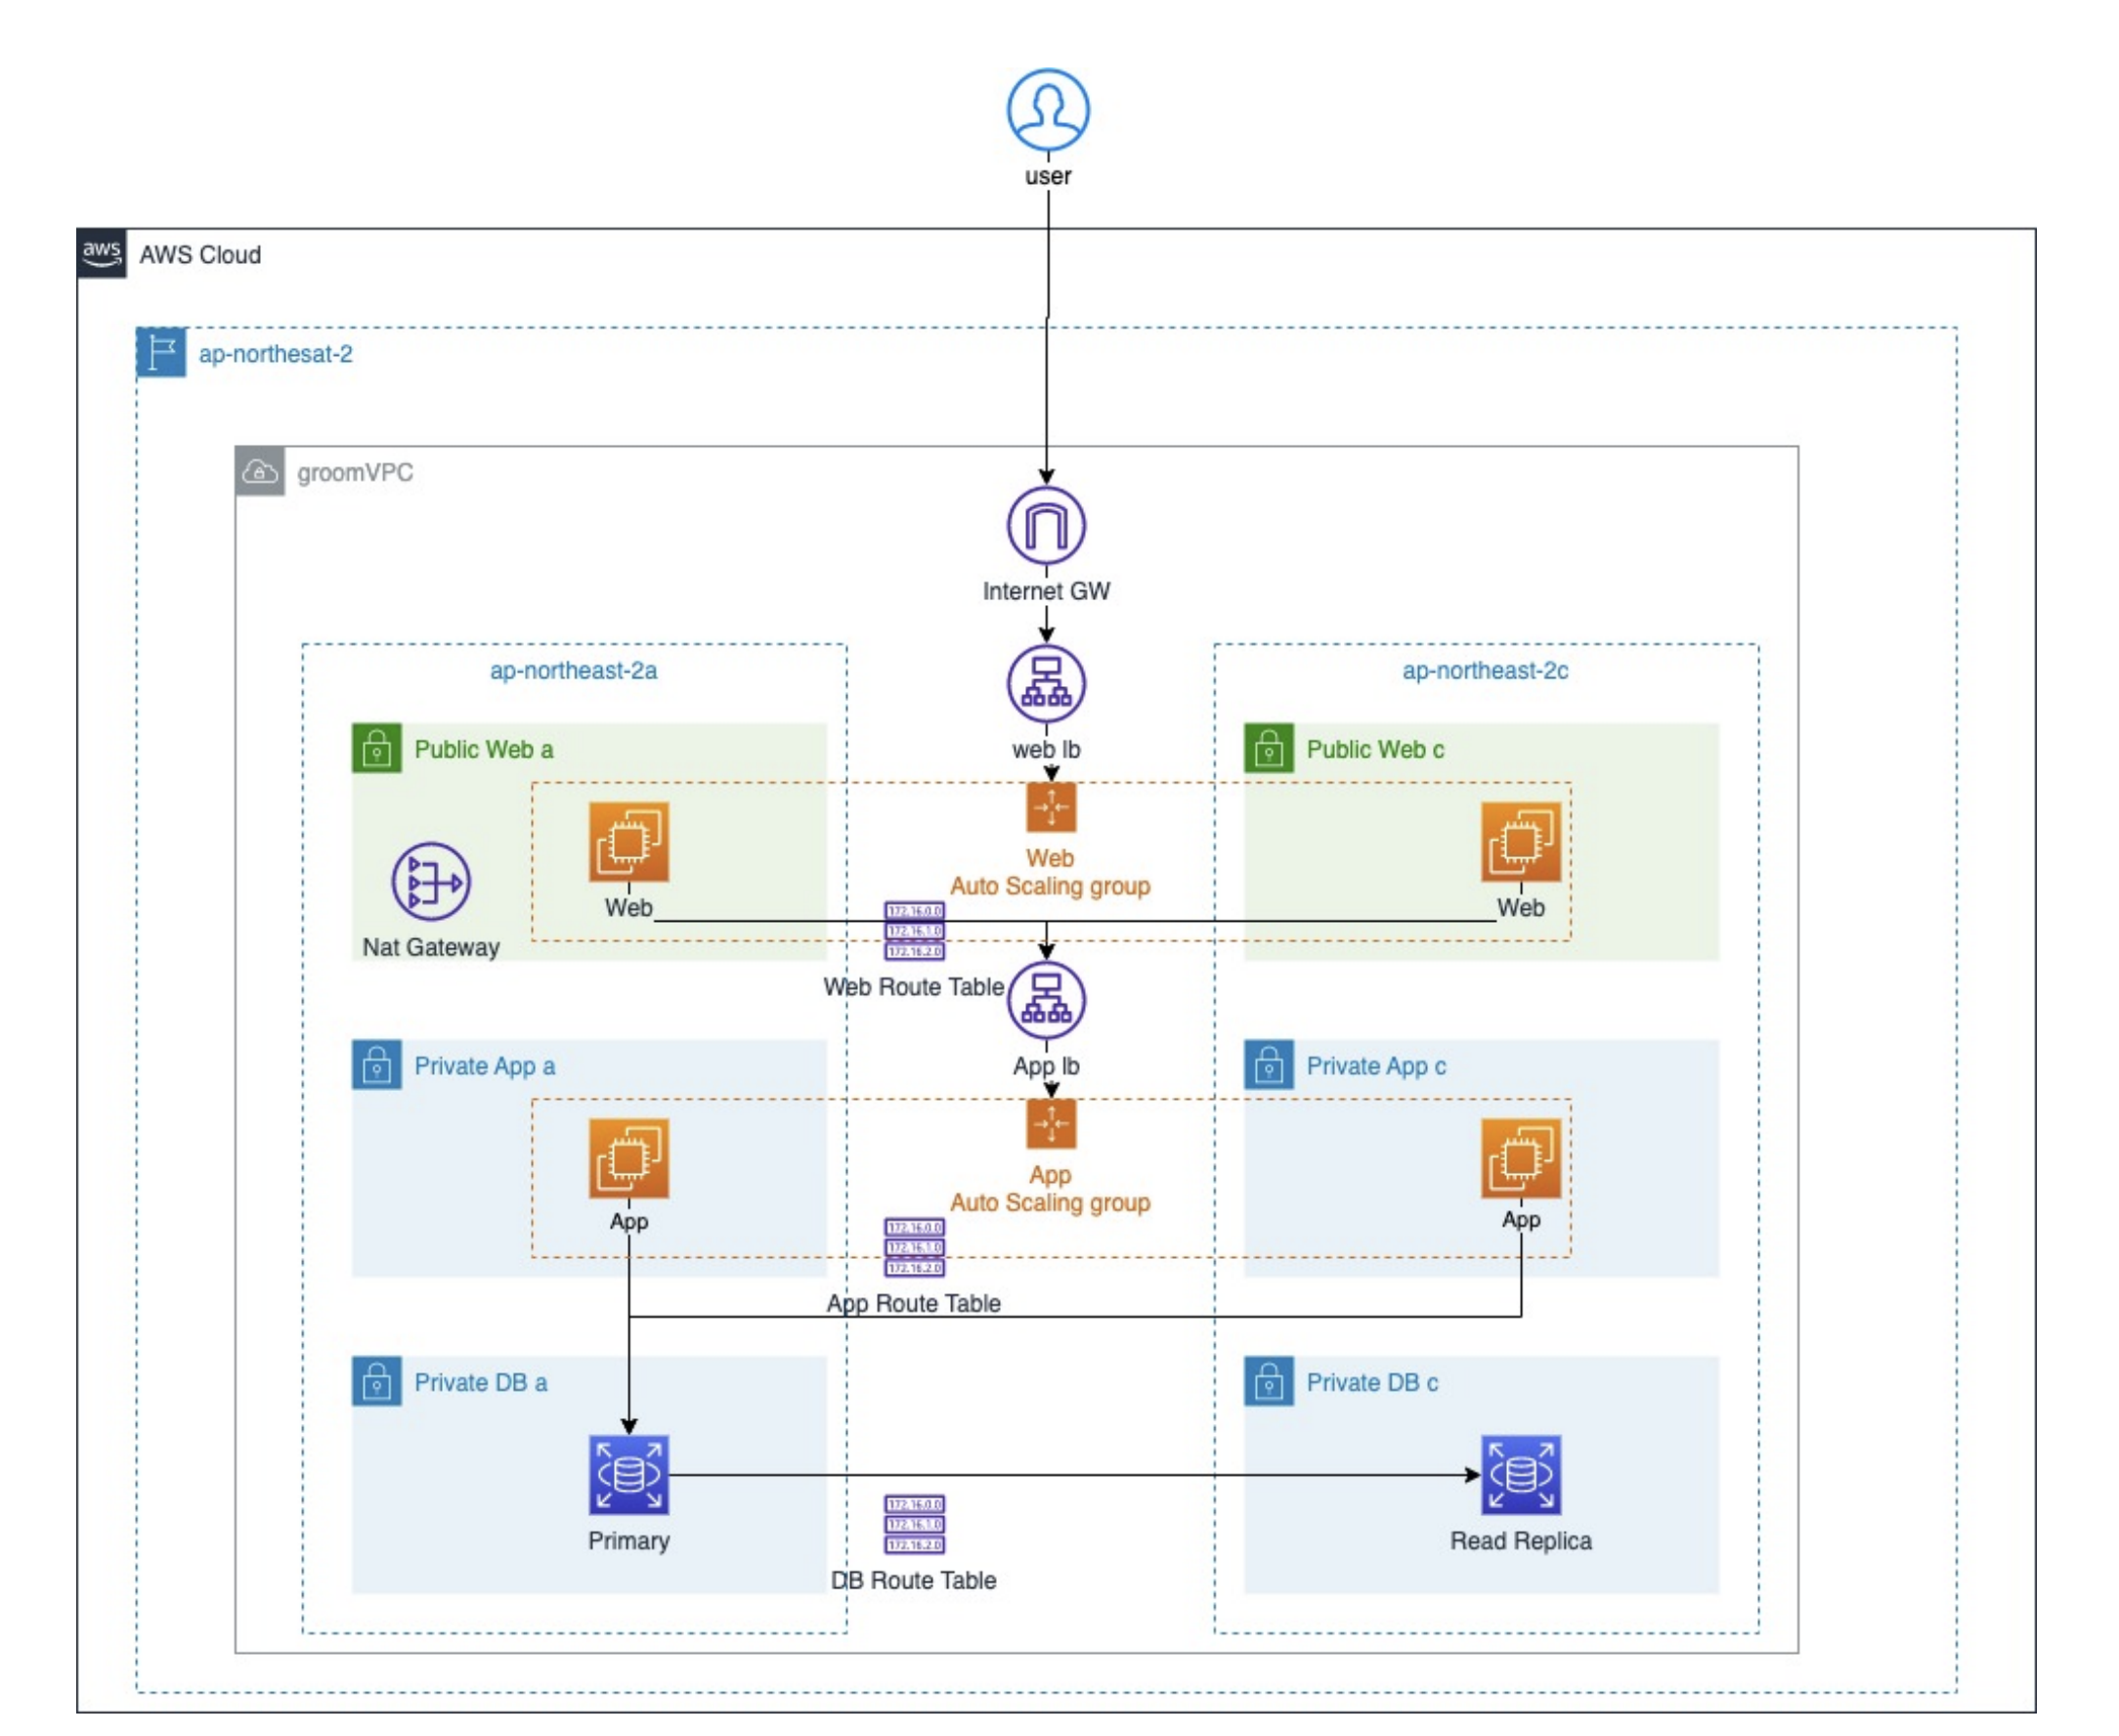 user
aws
AWS Cloud
ap-northesat-2
groomVPC
Internet GW
ap-northeast-2a
ap-northeast-2c
web lb
Public Web a
Public Web c
Web
Auto Scaling group
Web
Web
Nat Gateway
172.16.0.0
172.16.1.0
172.16.2.0
Web Route Table
App lb
Private App a
Private App c
App
Auto Scaling group
App
App
172.16.0.0
172.16.1.0
172.16.2.0
App Route Table
Private DB a
Private DB c
Primary
Read Replica
172.16.0.0
172.16.1.0
172.16.2.0
DB Route Table